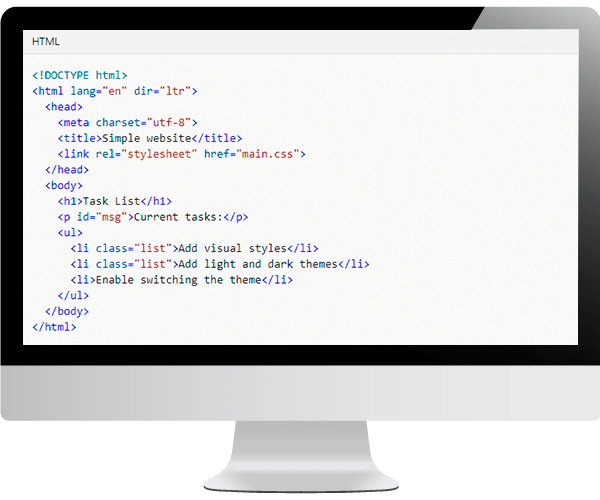 HTML
<!DOCTYPE html>
<html lang="en" dir="ltr">
  <head>
    <meta charset="utf-8">
    <title>Simple website</title>
    <link rel="stylesheet" href="main.css">
  </head>
  <body>
    <h1>Task List</h1>
    <p id="msg">Current tasks:</p>
    <ul>
      <li class="list">Add visual styles</li>
      <li class="list">Add light and dark themes</li>
      <li>Enable switching the theme</li>
    </ul>
  </body>
</html>